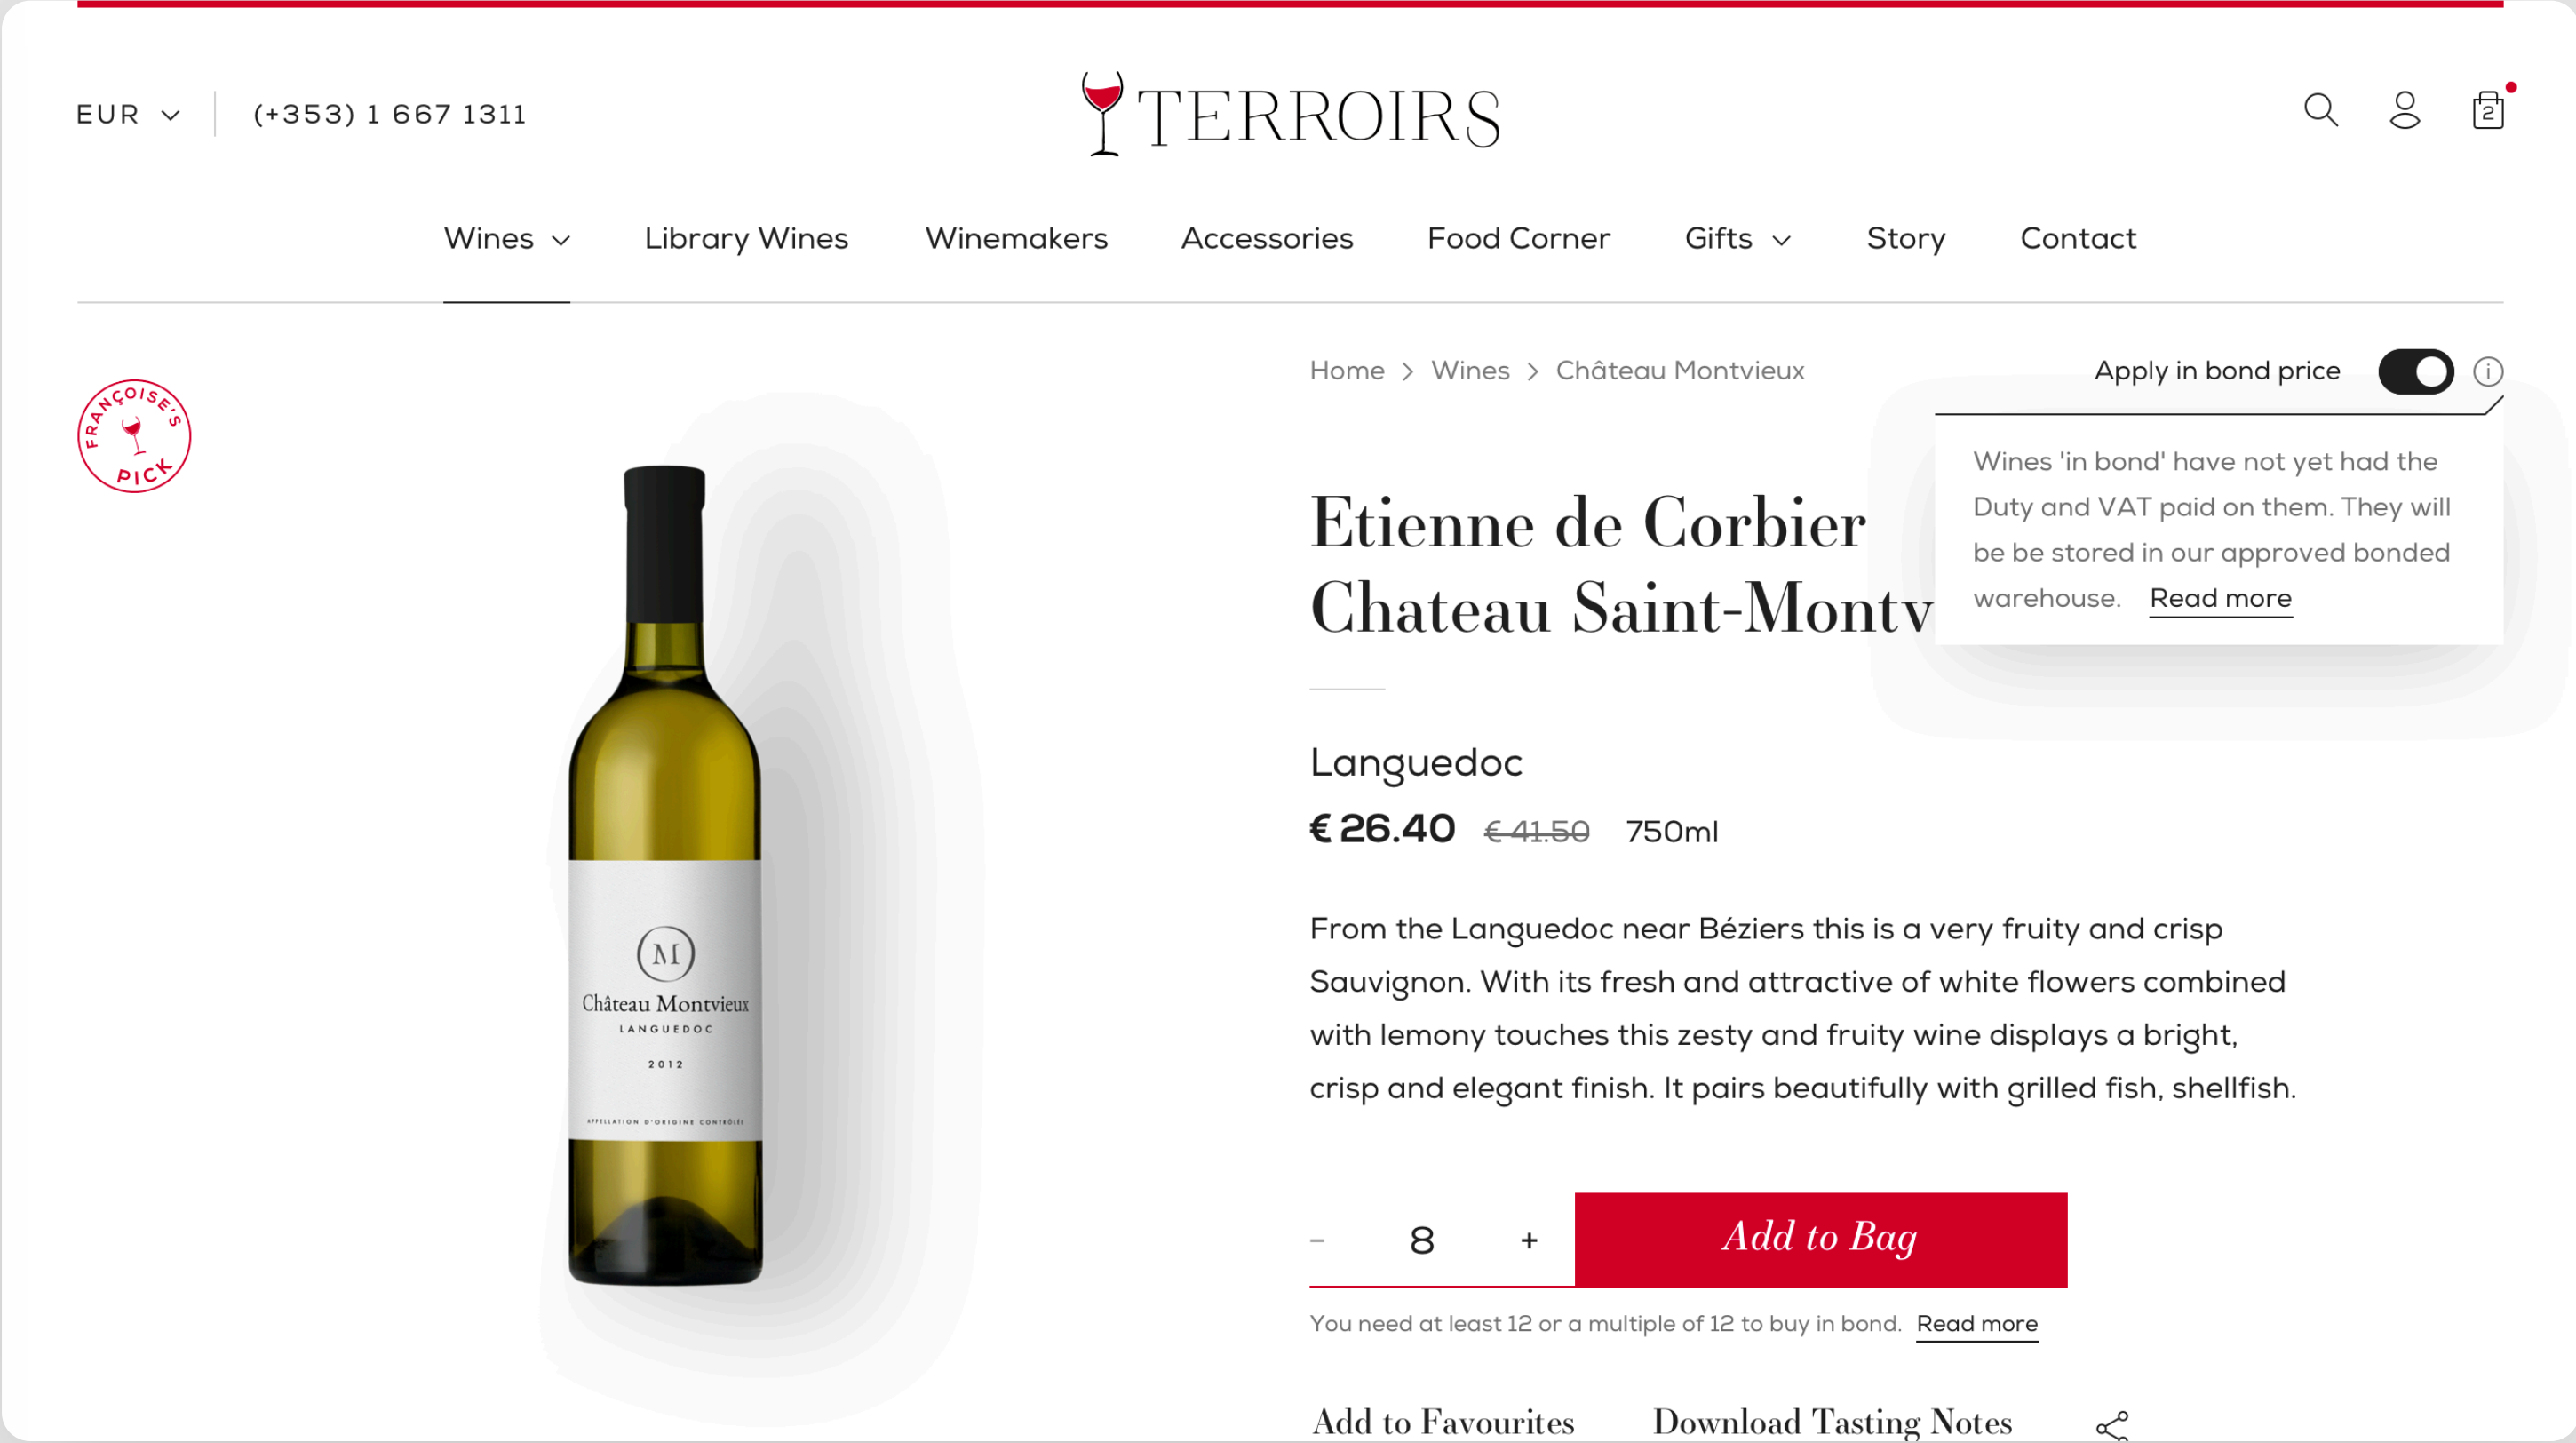 EUR
(+353) 1 667 1311
TERROIRS
2
Wines
Library Wines
Winemakers
Accessories
Food Corner
Gifts
Story
Contact
FRANÇOISE'S
PICK
Home > Wines > Château Montvieux
Apply in bond price
i
Wines 'in bond' have not yet had the
Duty and VAT paid on them. They will
be be stored in our approved bonded
warehouse. Read more
Etienne de Corbier
Chateau Saint-Montv
Languedoc
€ 26.40 € 41.50 750ml
From the Languedoc near Béziers this is a very fruity and crisp
Sauvignon. With its fresh and attractive of white flowers combined
with lemony touches this zesty and fruity wine displays a bright,
crisp and elegant finish. It pairs beautifully with grilled fish, shellfish.
M
Château Montvieux
LANGUEDOC
2012
APPELLATION D'ORIGINE CONTRÔLÉE
- 8 +
Add to Bag
You need at least 12 or a multiple of 12 to buy in bond. Read more
Add to Favourites
Download Tasting Notes